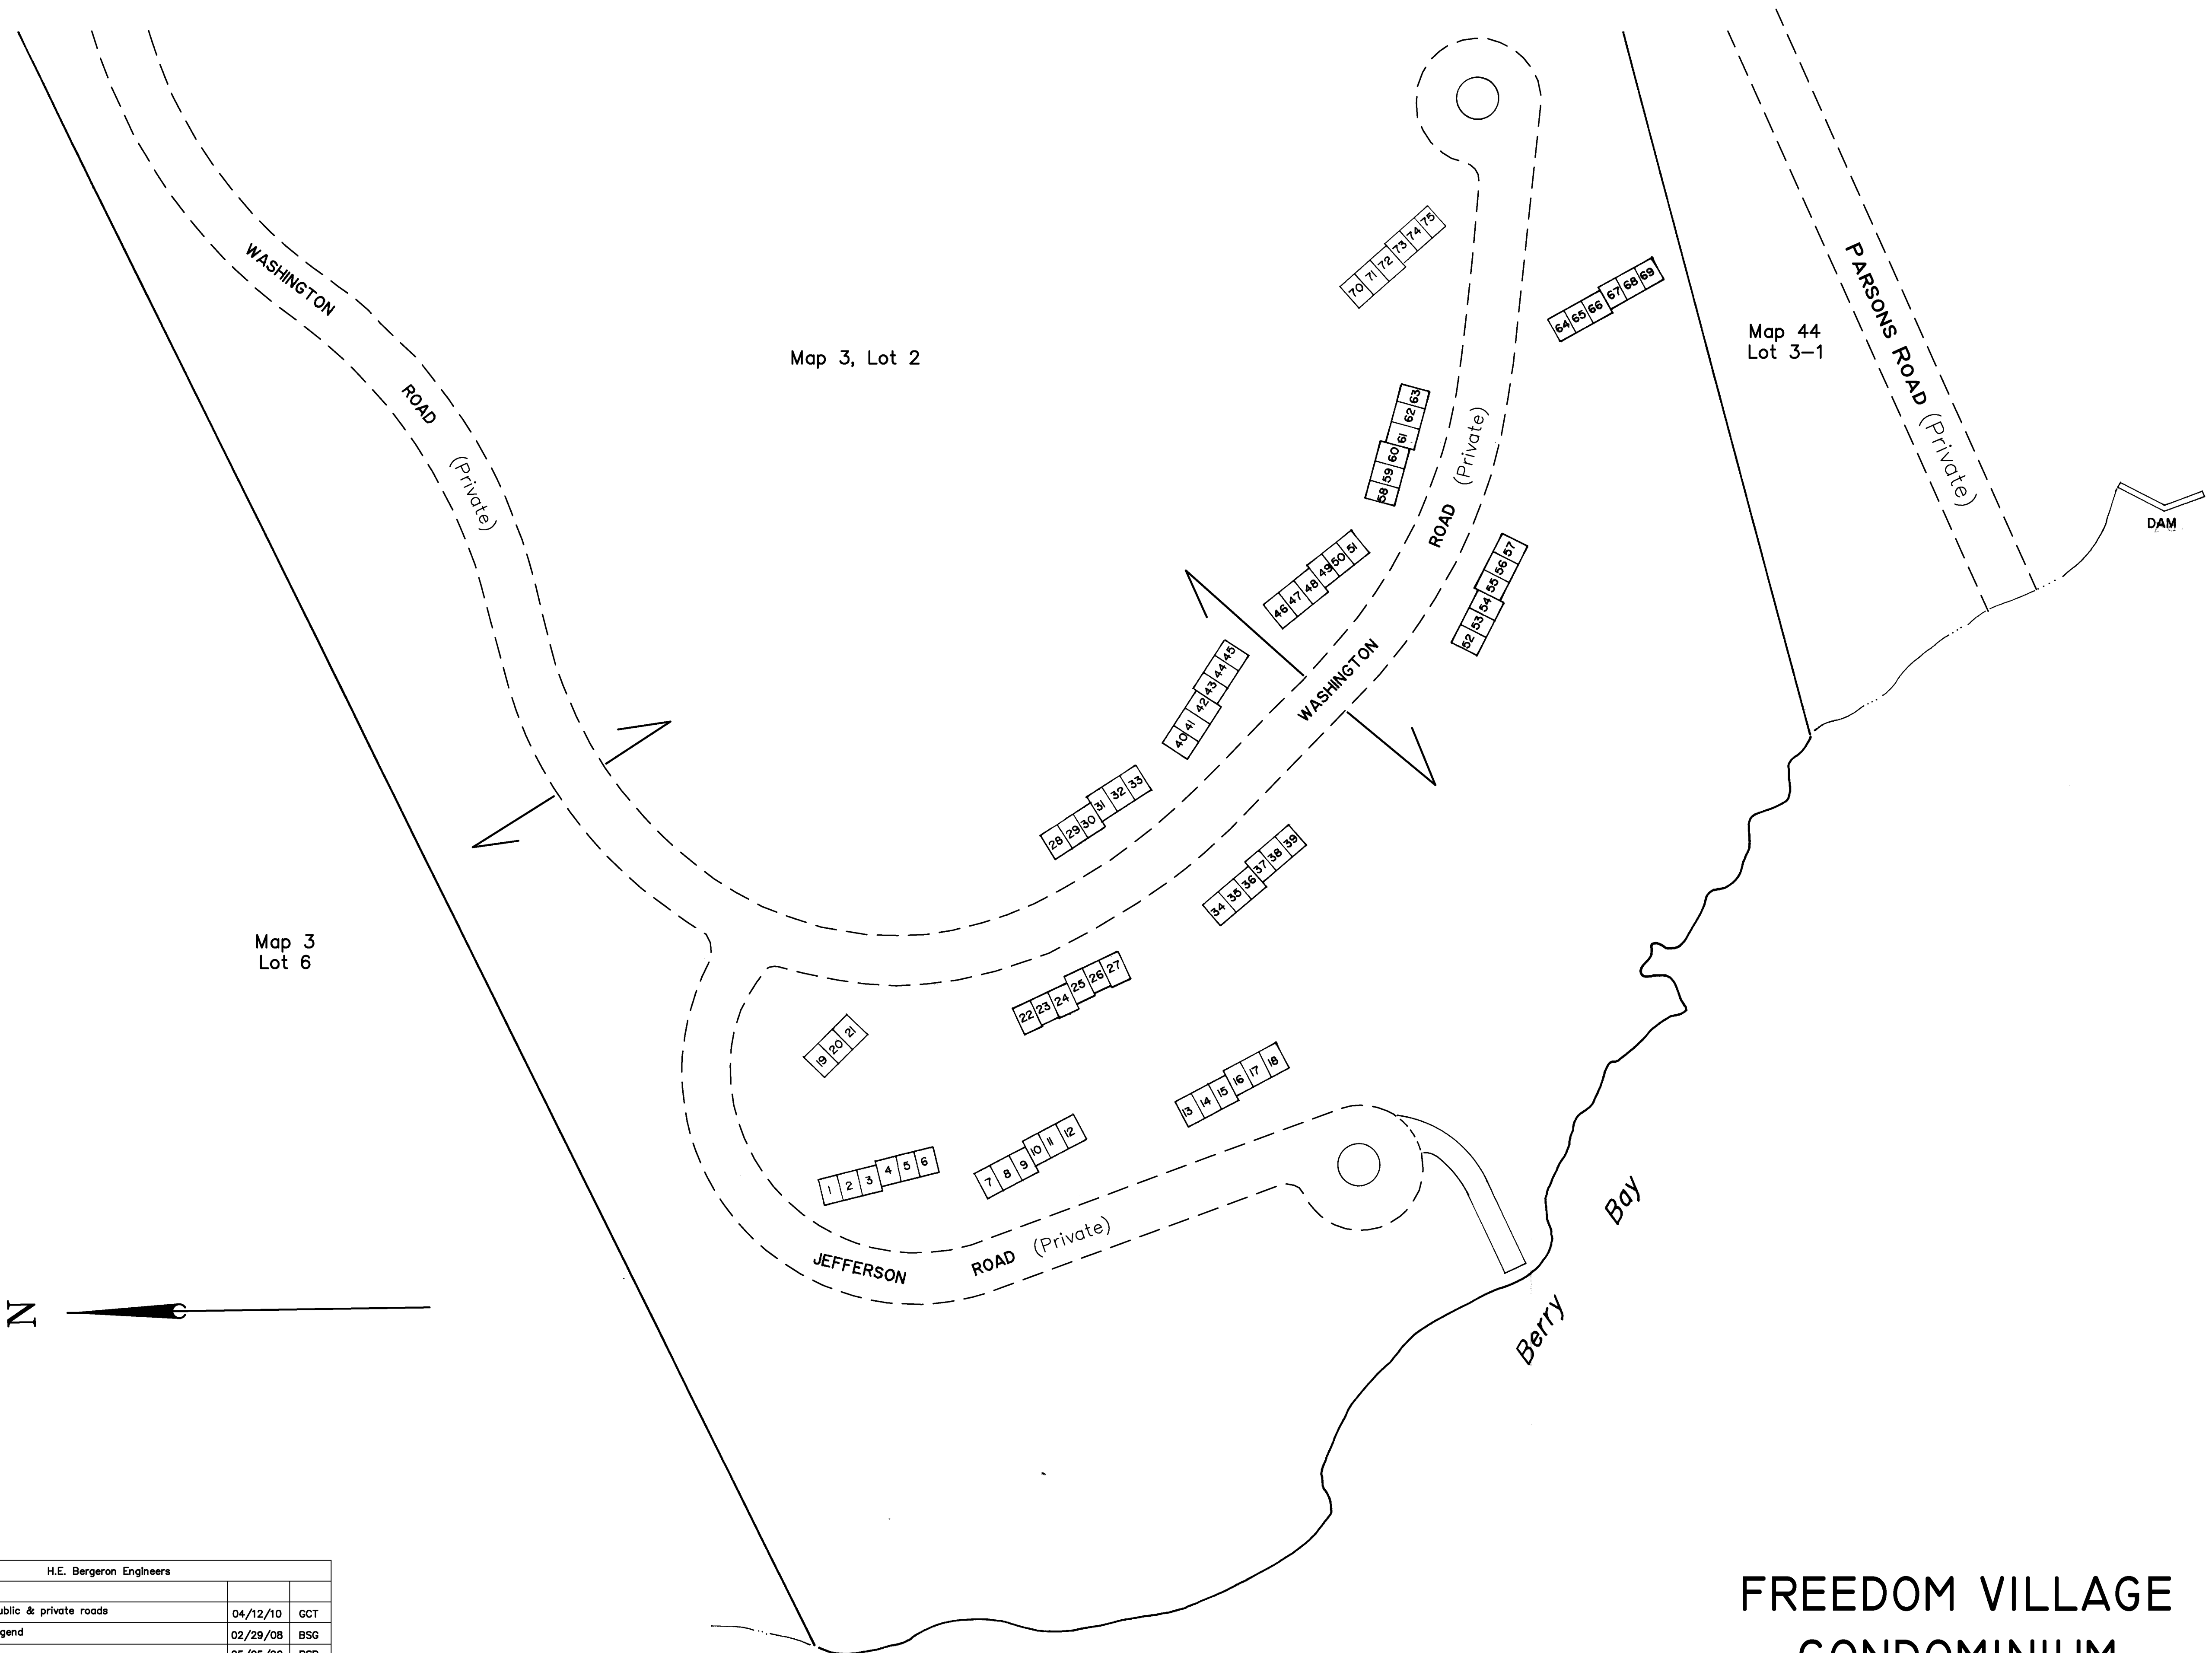 WASHINGTON
ROAD
(Private)
Map 3, Lot 2
70 71 72 73 74 75
64 65 66 67 68 69
Map 44
Lot 3-1
PARSONS ROAD (Private)
DAM
58 59 60 61 62 63
WASHINGTON ROAD (Private)
46 47 48 49 50 51
52 53 54 55 56 57
40 41 42 43 44 45
28 29 30 31 32 33
34 35 36 37 38 39
Map 3
Lot 6
22 23 24 25 26 27
19 20 21
13 14 15 16 17 18
1 2 3 4 5 6
7 8 9 10 11 12
JEFFERSON ROAD (Private)
Berry Bay
N
H.E. Bergeron Engineers
ublic & private roads 04/12/10 GCT
gend 02/29/08 BSG
FREEDOM VILLAGE
CONDOMINIUM